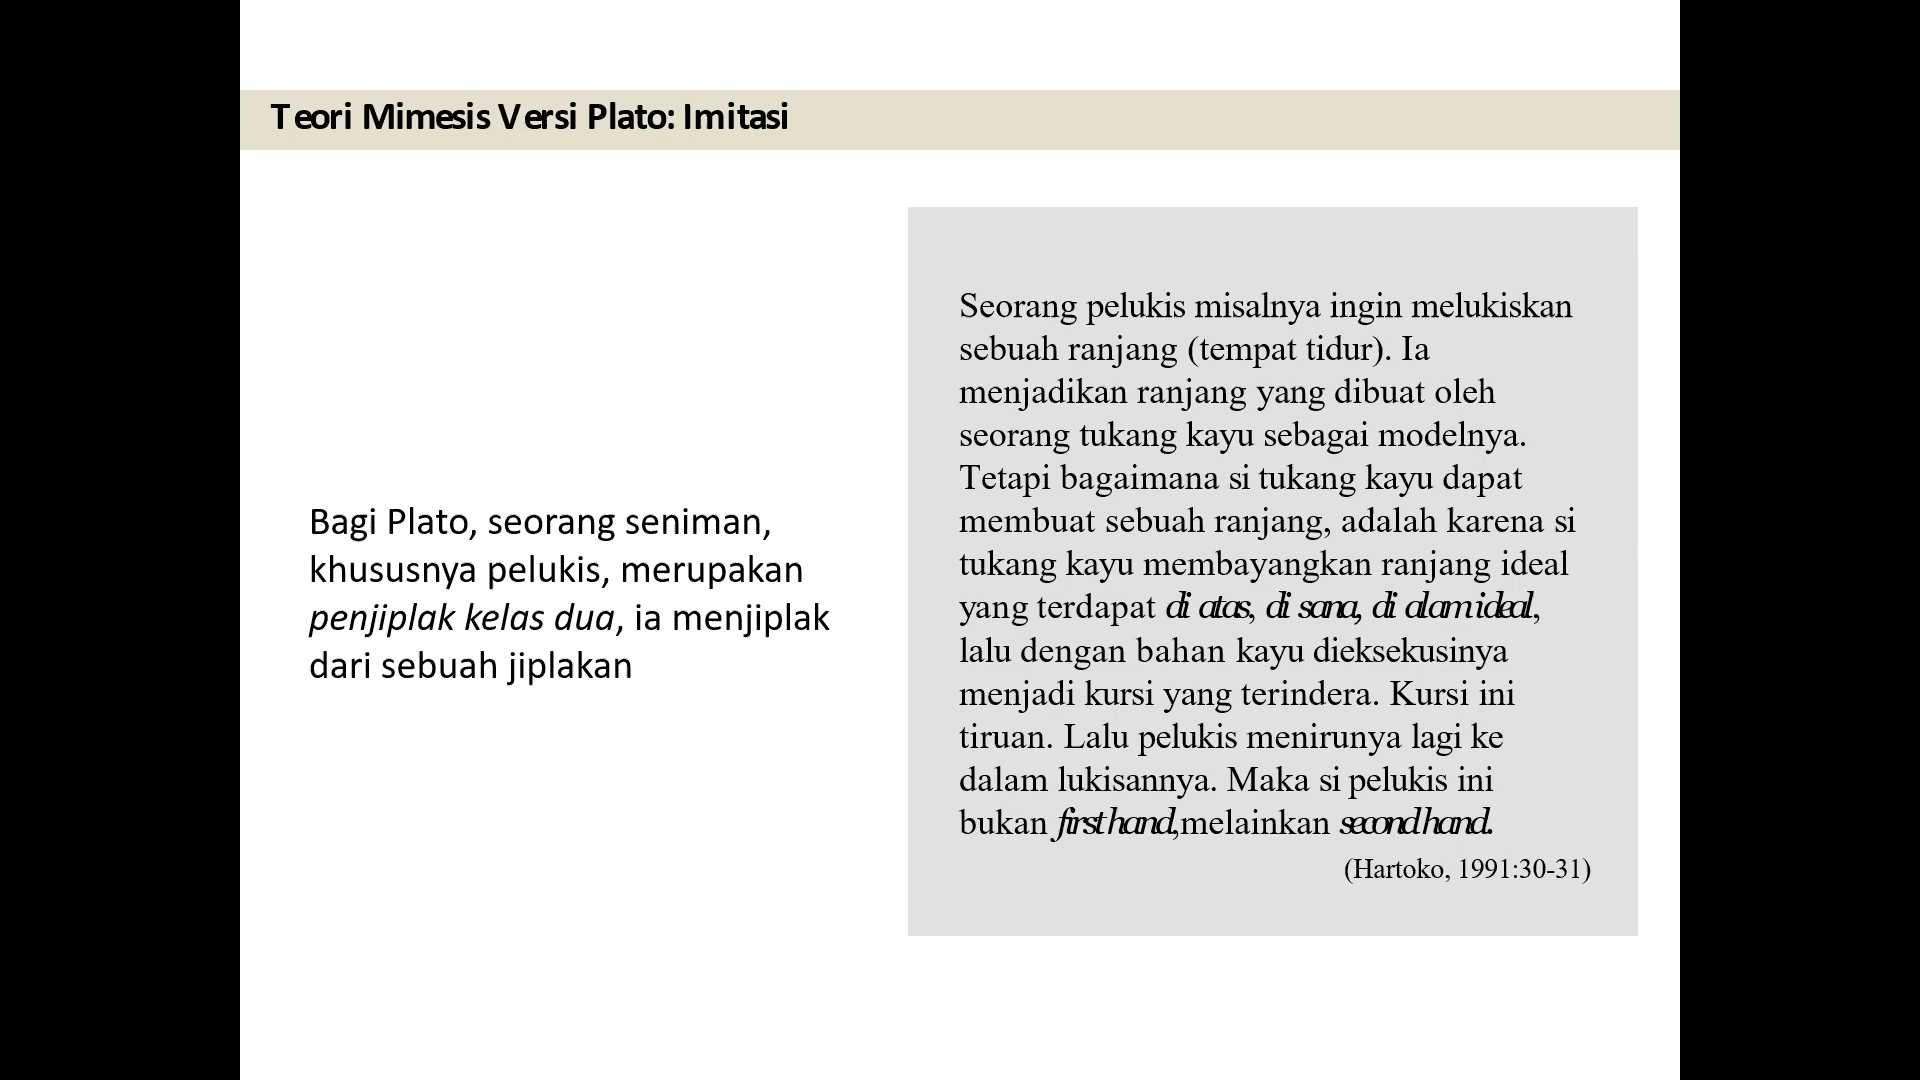 Teori Mimesis Versi Plato: Imitasi
Bagi Plato, seorang seniman,
khususnya pelukis, merupakan
penjiplak kelas dua, ia menjiplak
dari sebuah jiplakan
Seorang pelukis misalnya ingin melukiskan
sebuah ranjang (tempat tidur). Ia
menjadikan ranjang yang dibuat oleh
seorang tukang kayu sebagai modelnya.
Tetapi bagaimana si tukang kayu dapat
membuat sebuah ranjang, adalah karena si
tukang kayu membayangkan ranjang ideal
yang terdapat di atas, di sana, di alam ideal,
lalu dengan bahan kayu dieksekusinya
menjadi kursi yang terindera. Kursi ini
tiruan. Lalu pelukis menirunya lagi ke
dalam lukisannya. Maka si pelukis ini
bukan first hand,melainkan second hand.
(Hartoko, 1991:30-31)